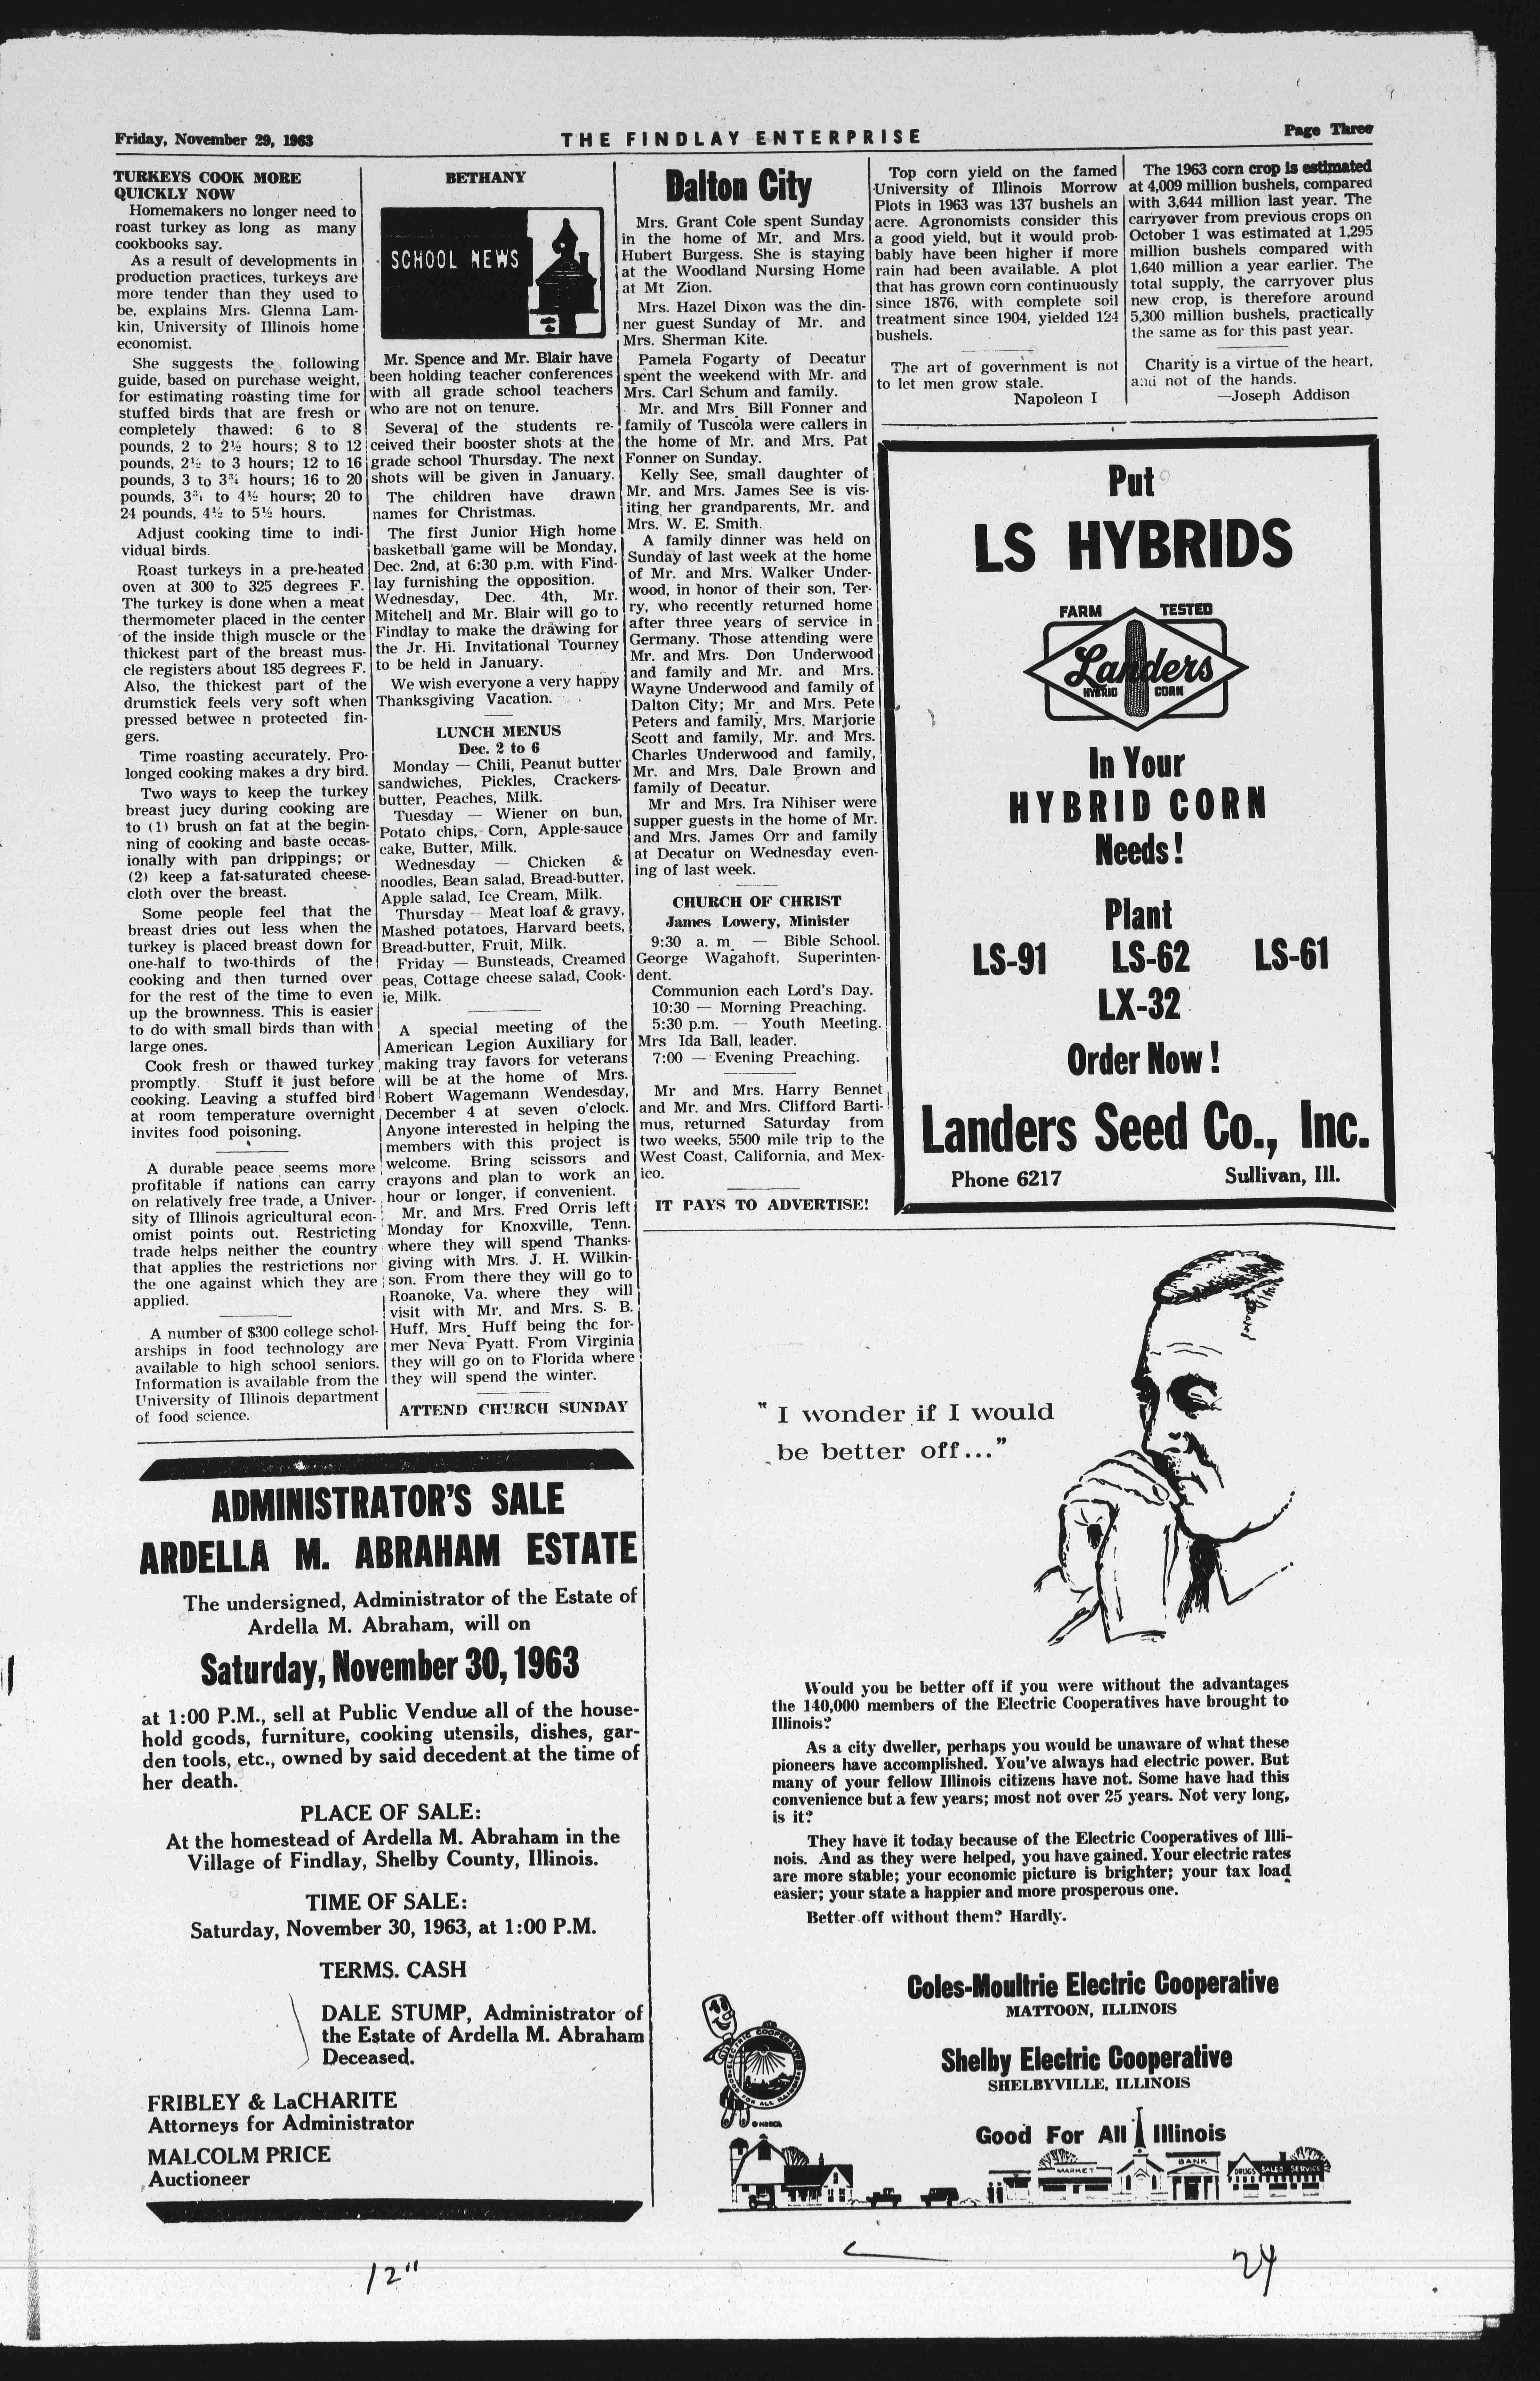 Friday, November 29, 1963
THE FINDLAY ENTERPRISE
Page Three
TURKEYS COOK MORE
QUICKLY NOW
Homemakers no longer need to
roast turkey as long as many
cookbooks say.
As a result of developments in
production practices, turkeys are
more tender than they used to
be, explains Mrs. Glenna Lam-
kin, University of Illinois home
economist.
She suggests the following
guide, based on purchase weight,
for estimating roasting time for
stuffed birds that are fresh or
completely thawed: 6 to 8
pounds, 2 to 2½ hours; 8 to 12
pounds, 2½ to 3 hours; 12 to 16
pounds, 3 to 3¾ hours; 16 to 20
pounds, 3¾ to 4½ hours; 20 to
24 pounds, 4½ to 5½ hours.
Adjust cooking time to indi-
vidual birds.
Roast turkeys in a pre-heated
oven at 300 to 325 degrees F.
The turkey is done when a meat
thermometer placed in the center
of the inside thigh muscle or the
thickest part of the breast mus-
cle registers about 185 degrees F.
Also, the thickest part of the
drumstick feels very soft when
pressed betwee n protected fin-
gers.
Time roasting accurately. Pro-
longed cooking makes a dry bird.
Two ways to keep the turkey
breast jucy during cooking are
to (1) brush on fat at the begin-
ning of cooking and baste occas-
ionally with pan drippings; or
(2) keep a fat-saturated cheese-
cloth over the breast.
Some people feel that the
breast dries out less when the
turkey is placed breast down for
one-half to two-thirds of the
cooking and then turned over
for the rest of the time to even
up the brownness. This is easier
to do with small birds than with
large ones.
Cook fresh or thawed turkey
promptly. Stuff it just before
cooking. Leaving a stuffed bird
at room temperature overnight
invites food poisoning.
A durable peace seems more
profitable if nations can carry
on relatively free trade, a Univer-
sity of Illinois agricultural econ-
omist points out. Restricting
trade helps neither the country
that applies the restrictions nor
the one against which they are
applied.
A number of $300 college schol-
arships in food technology are
available to high school seniors.
Information is available from the
University of Illinois department
of food science.
BETHANY
SCHOOL NEWS
Mr. Spence and Mr. Blair have
been holding teacher conferences
with all grade school teachers
who are not on tenure.
Several of the students re-
ceived their booster shots at the
grade school Thursday. The next
shots will be given in January.
The children have drawn
names for Christmas.
The first Junior High home
basketball game will be Monday,
Dec. 2nd, at 6:30 p.m. with Find-
lay furnishing the opposition.
Wednesday, Dec. 4th, Mr.
Mitchell and Mr. Blair will go to
Findlay to make the drawing for
the Jr. Hi. Invitational Tourney
to be held in January.
We wish everyone a very happy
Thanksgiving Vacation.
LUNCH MENUS
Dec. 2 to 6
Monday — Chili, Peanut butter
sandwiches, Pickles, Crackers-
butter, Peaches, Milk.
Tuesday — Wiener on bun,
Potato chips, Corn, Apple-sauce
cake, Butter, Milk.
Wednesday — Chicken &
noodles, Bean salad, Bread-butter,
Apple salad, Ice Cream, Milk.
Thursday — Meat loaf & gravy,
Mashed potatoes, Harvard beets,
Bread-butter, Fruit, Milk.
Friday — Bunsteads, Creamed
peas, Cottage cheese salad, Cook-
ie, Milk.
A special meeting of the
American Legion Auxiliary for
making tray favors for veterans
will be at the home of Mrs.
Robert Wagemann Wendesday,
December 4 at seven o'clock.
Anyone interested in helping the
members with this project is
welcome. Bring scissors and
crayons and plan to work an
hour or longer, if convenient.
Mr. and Mrs. Fred Orris left
Monday for Knoxville, Tenn.
where they will spend Thanks-
giving with Mrs. J. H. Wilkin-
son. From there they will go to
Roanoke, Va. where they will
visit with Mr. and Mrs. S. B.
Huff, Mrs. Huff being the for-
mer Neva Pyatt. From Virginia
they will go on to Florida where
they will spend the winter.
ATTEND CHURCH SUNDAY
Dalton City
Mrs. Grant Cole spent Sunday
in the home of Mr. and Mrs.
Hubert Burgess. She is staying
at the Woodland Nursing Home
at Mt Zion.
Mrs. Hazel Dixon was the din-
ner guest Sunday of Mr. and
Mrs. Sherman Kite.
Pamela Fogarty of Decatur
spent the weekend with Mr. and
Mrs. Carl Schum and family.
Mr. and Mrs. Bill Fonner and
family of Tuscola were callers in
the home of Mr. and Mrs. Pat
Fonner on Sunday.
Kelly See, small daughter of
Mr. and Mrs. James See is vis-
iting her grandparents, Mr. and
Mrs. W. E. Smith.
A family dinner was held on
Sunday of last week at the home
of Mr. and Mrs. Walker Under-
wood, in honor of their son, Ter-
ry, who recently returned home
after three years of service in
Germany. Those attending were
Mr. and Mrs. Don Underwood
and family and Mr. and Mrs.
Wayne Underwood and family of
Dalton City; Mr. and Mrs. Pete
Peters and family, Mrs. Marjorie
Scott and family, Mr. and Mrs.
Charles Underwood and family,
Mr. and Mrs. Dale Brown and
family of Decatur.
Mr and Mrs. Ira Nihiser were
supper guests in the home of Mr.
and Mrs. James Orr and family
at Decatur on Wednesday even-
ing of last week.
CHURCH OF CHRIST
James Lowery, Minister
9:30 a. m. — Bible School.
George Wagahoft, Superinten-
dent.
Communion each Lord's Day.
10:30 — Morning Preaching.
5:30 p.m. — Youth Meeting.
Mrs Ida Ball, leader.
7:00 — Evening Preaching.
Mr and Mrs. Harry Bennet
and Mr. and Mrs. Clifford Barti-
mus, returned Saturday from
two weeks, 5500 mile trip to the
West Coast, California, and Mex-
ico.
IT PAYS TO ADVERTISE!
Top corn yield on the famed
University of Illinois Morrow
Plots in 1963 was 137 bushels an
acre. Agronomists consider this
a good yield, but it would prob-
bably have been higher if more
rain had been available. A plot
that has grown corn continuously
since 1876, with complete soil
treatment since 1904, yielded 124
bushels.
The art of government is not
to let men grow stale.
Napoleon I
The 1963 corn crop is estimated
at 4,009 million bushels, compared
with 3,644 million last year. The
carryover from previous crops on
October 1 was estimated at 1,295
million bushels compared with
1,640 million a year earlier. The
total supply, the carryover plus
new crop, is therefore around
5,300 million bushels, practically
the same as for this past year.
Charity is a virtue of the heart,
and not of the hands.
—Joseph Addison
Put
LS HYBRIDS
FARM TESTED
Landers
HYBRID CORN
In Your
HYBRID CORN
Needs!
Plant
LS-91 LS-62 LS-61
LX-32
Order Now!
Landers Seed Co., Inc.
Phone 6217 Sullivan, Ill.
ADMINISTRATOR'S SALE
ARDELLA M. ABRAHAM ESTATE
The undersigned, Administrator of the Estate of
Ardella M. Abraham, will on
Saturday, November 30, 1963
at 1:00 P.M., sell at Public Vendue all of the house-
hold goods, furniture, cooking utensils, dishes, gar-
den tools, etc., owned by said decedent at the time of
her death.
PLACE OF SALE:
At the homestead of Ardella M. Abraham in the
Village of Findlay, Shelby County, Illinois.
TIME OF SALE:
Saturday, November 30, 1963, at 1:00 P.M.
TERMS. CASH
DALE STUMP, Administrator of
the Estate of Ardella M. Abraham
Deceased.
FRIBLEY & LaCHARITE
Attorneys for Administrator
MALCOLM PRICE
Auctioneer
"I wonder if I would
be better off..."
Would you be better off if you were without the advantages
the 140,000 members of the Electric Cooperatives have brought to
Illinois?
As a city dweller, perhaps you would be unaware of what these
pioneers have accomplished. You've always had electric power. But
many of your fellow Illinois citizens have not. Some have had this
convenience but a few years; most not over 25 years. Not very long,
is it?
They have it today because of the Electric Cooperatives of Illi-
nois. And as they were helped, you have gained. Your electric rates
are more stable; your economic picture is brighter; your tax load
easier; your state a happier and more prosperous one.
Better off without them? Hardly.
Coles-Moultrie Electric Cooperative
MATTOON, ILLINOIS
Shelby Electric Cooperative
SHELBYVILLE, ILLINOIS
© NRECA
Good For All Illinois
MARKET
BANK
DRUGS SALES SERVICE
12"
24